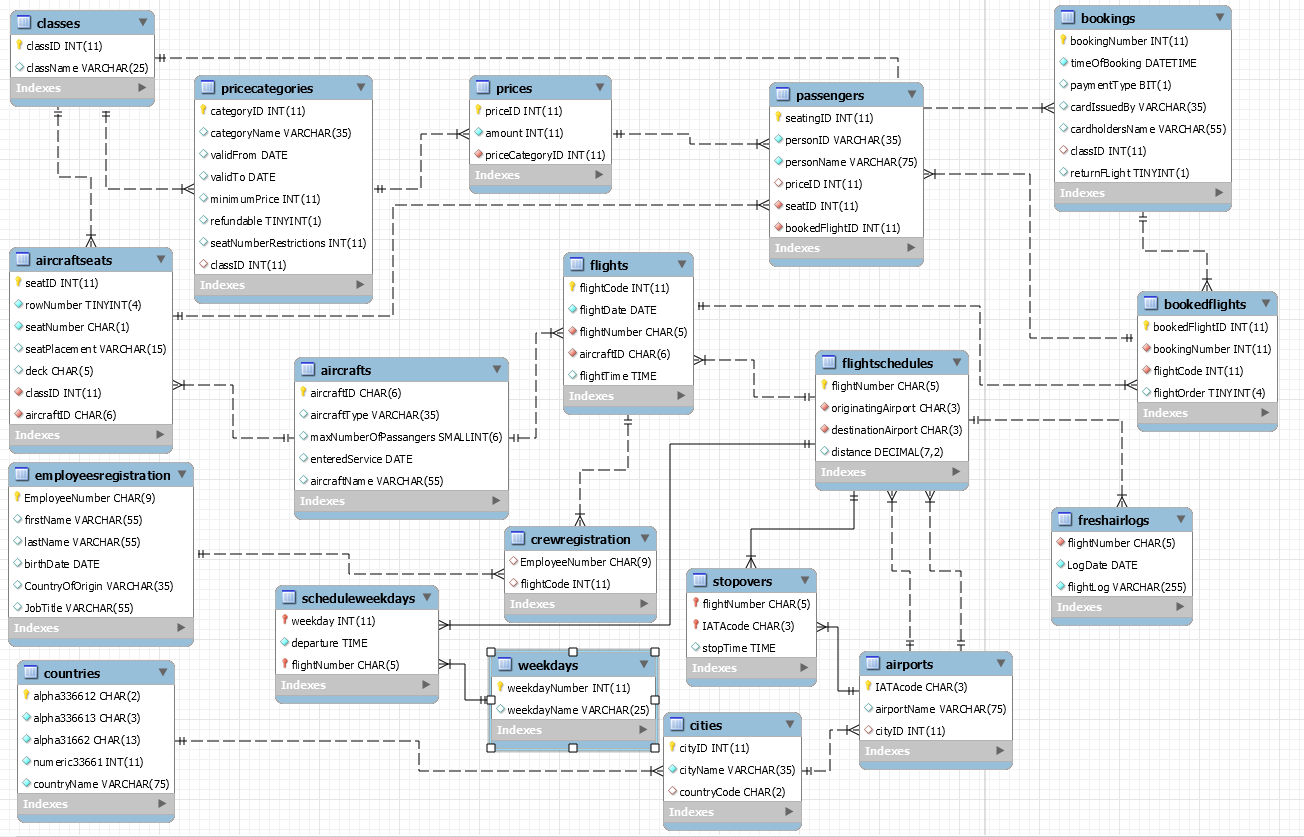 classes
classID INT(11)
className VARCHAR(25)
Indexes
pricecategories
categoryID INT(11)
categoryName VARCHAR(35)
validFrom DATE
validTo DATE
minimumPrice INT(11)
refundable TINYINT(1)
seatNumberRestrictions INT(11)
classID INT(11)
Indexes
prices
priceID INT(11)
amount INT(11)
priceCategoryID INT(11)
Indexes
passengers
seatingID INT(11)
personID VARCHAR(35)
personName VARCHAR(75)
priceID INT(11)
seatID INT(11)
bookedFlightID INT(11)
Indexes
bookings
bookingNumber INT(11)
timeOfBooking DATETIME
paymentType BIT(1)
cardIssuedBy VARCHAR(35)
cardholdersName VARCHAR(55)
classID INT(11)
returnFLight TINYINT(1)
Indexes
aircraftseats
seatID INT(11)
rowNumber TINYINT(4)
seatNumber CHAR(1)
seatPlacement VARCHAR(15)
deck CHAR(5)
classID INT(11)
aircraftID CHAR(6)
Indexes
flights
flightCode INT(11)
flightDate DATE
flightNumber CHAR(5)
aircraftID CHAR(6)
flightTime TIME
Indexes
bookedflights
bookedFlightID INT(11)
bookingNumber INT(11)
flightCode INT(11)
flightOrder TINYINT(4)
Indexes
aircrafts
aircraftID CHAR(6)
aircraftType VARCHAR(35)
maxNumberOfPassangers SMALLINT(6)
enteredService DATE
aircraftName VARCHAR(55)
Indexes
flightschedules
flightNumber CHAR(5)
originatingAirport CHAR(3)
destinationAirport CHAR(3)
distance DECIMAL(7,2)
Indexes
employeesregistration
EmployeeNumber CHAR(9)
firstName VARCHAR(55)
lastName VARCHAR(55)
birthDate DATE
CountryOfOrigin VARCHAR(35)
JobTitle VARCHAR(55)
Indexes
crewregistration
EmployeeNumber CHAR(9)
flightCode INT(11)
Indexes
freshairlogs
flightNumber CHAR(5)
LogDate DATE
flightLog VARCHAR(255)
Indexes
scheduleweekdays
weekday INT(11)
departure TIME
flightNumber CHAR(5)
Indexes
stopovers
flightNumber CHAR(5)
IATAcode CHAR(3)
stopTime TIME
Indexes
countries
alpha336612 CHAR(2)
alpha336613 CHAR(3)
alpha31662 CHAR(13)
numeric33661 INT(11)
countryName VARCHAR(75)
Indexes
weekdays
weekdayNumber INT(11)
weekdayName VARCHAR(25)
Indexes
airports
IATAcode CHAR(3)
airportName VARCHAR(75)
cityID INT(11)
Indexes
cities
cityID INT(11)
cityName VARCHAR(35)
countryCode CHAR(2)
Indexes